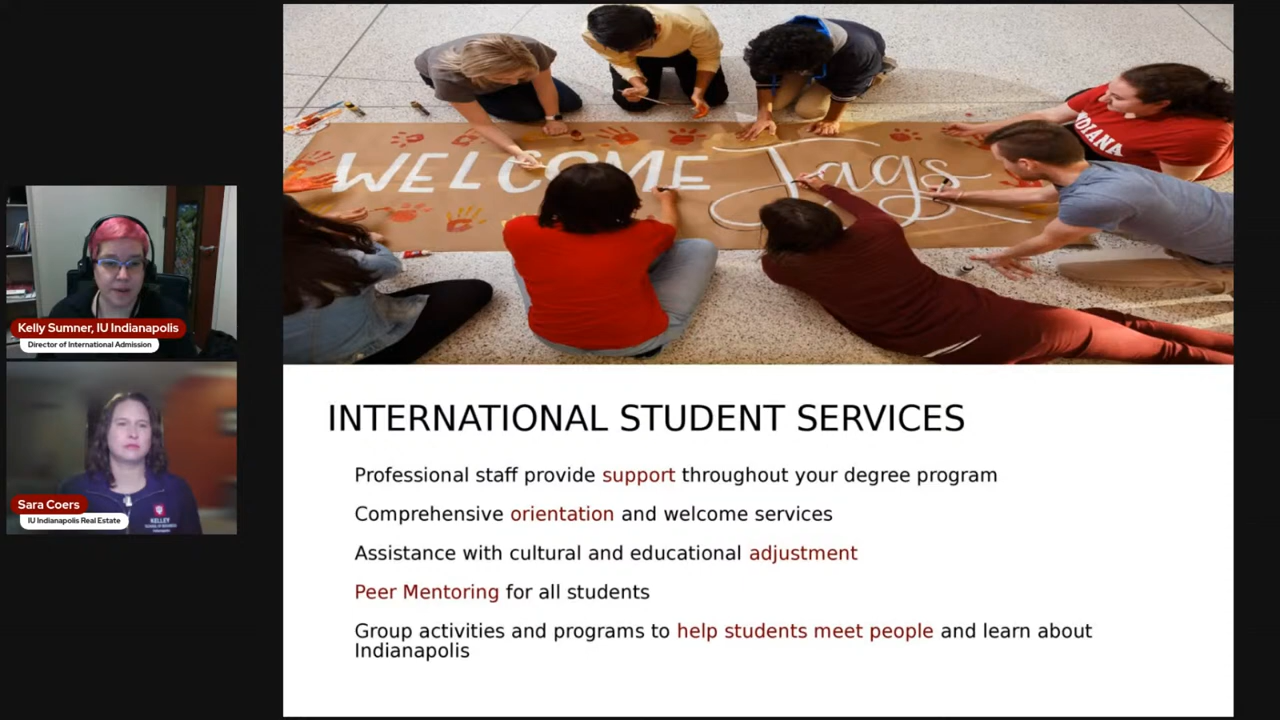 WELCOME Jags
INDIANA
Kelly Sumner, IU Indianapolis
Director of International Admission
Sara Coers
IU Indianapolis Real Estate
KELLEY
INTERNATIONAL STUDENT SERVICES
Professional staff provide support throughout your degree program
Comprehensive orientation and welcome services
Assistance with cultural and educational adjustment
Peer Mentoring for all students
Group activities and programs to help students meet people and learn about
Indianapolis